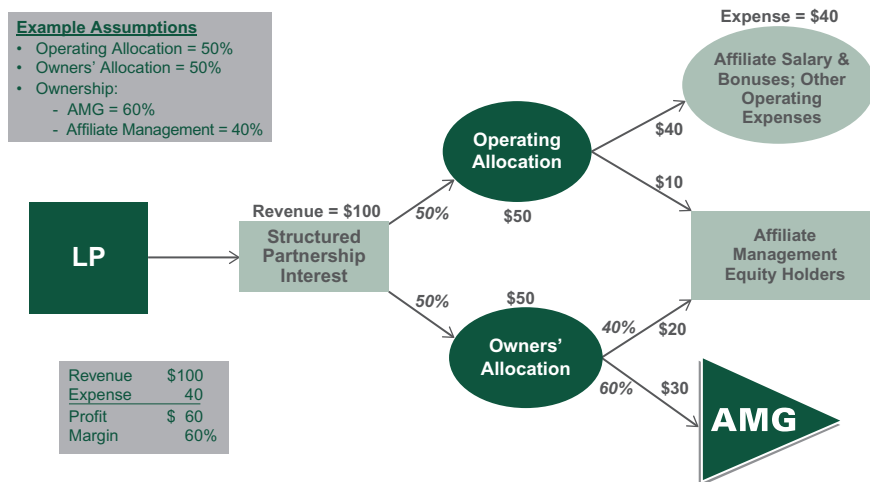 Example Assumptions
• Operating Allocation = 50%
• Owners’ Allocation = 50%
• Ownership:
- AMG = 60%
- Affiliate Management = 40%
Expense = $40
Affiliate Salary &
Bonuses; Other
Operating
Expenses
Operating
Allocation
$40
$10
50%
$50
Revenue = $100
LP
Structured
Partnership
Interest
Affiliate
Management
Equity Holders
50%
$50
Owners’
Allocation
40%
$20
60%
$30
AMG
Revenue $100
Expense 40
Profit $ 60
Margin 60%